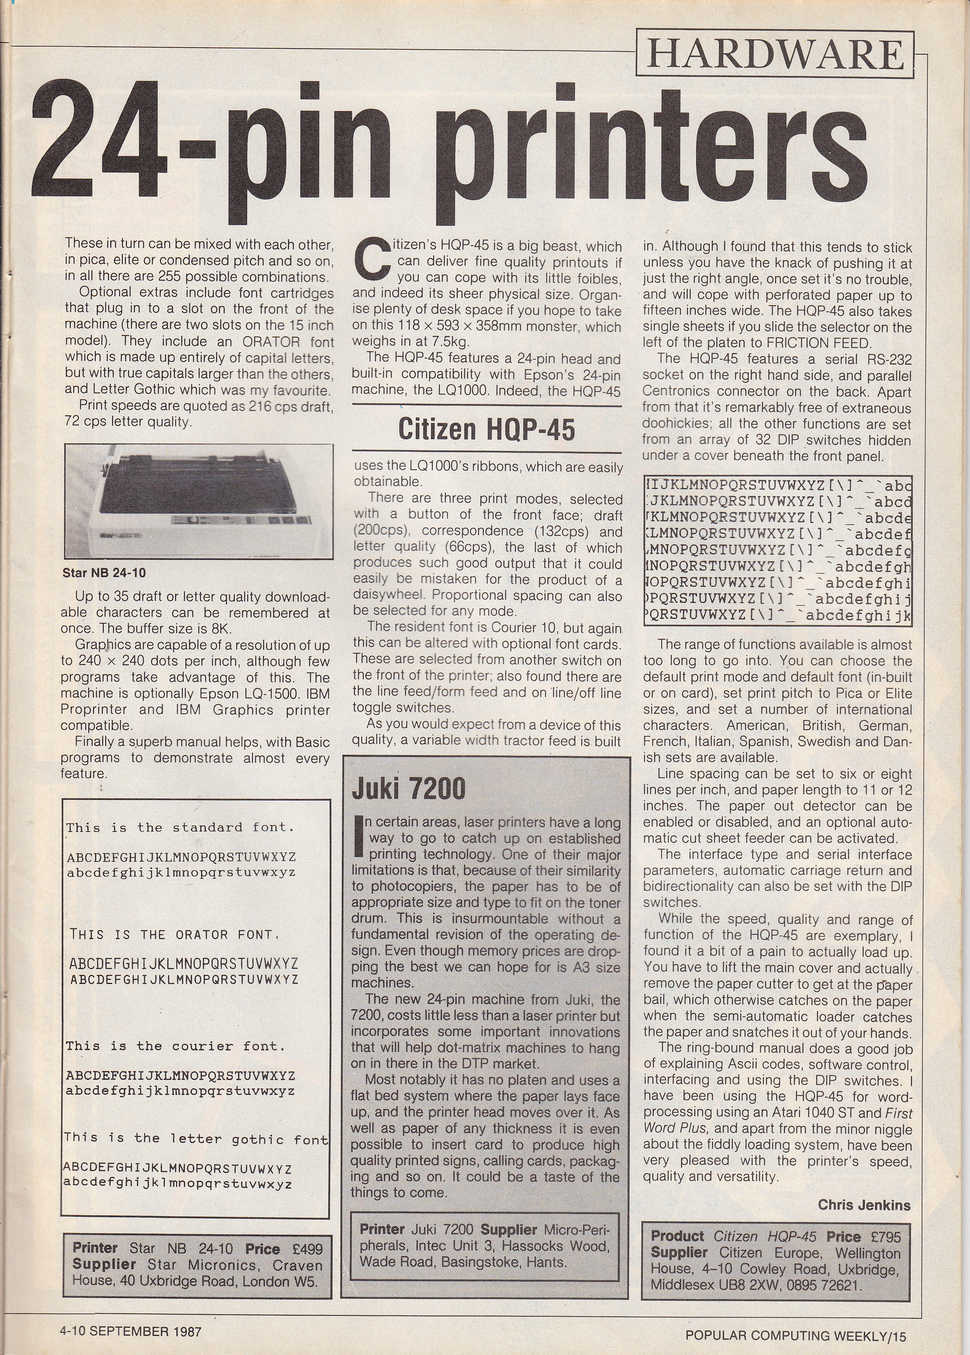 HARDWARE
24-pin printers
These in turn can be mixed with each other,
in pica, elite or condensed pitch and so on,
in all there are 255 possible combinations.
Optional extras include font cartridges
that plug in to a slot on the front of the
machine (there are two slots on the 15 inch
model). They include an ORATOR font
which is made up entirely of capital letters,
but with true capitals larger than the others,
and Letter Gothic which was my favourite.
Print speeds are quoted as 216 cps draft,
72 cps letter quality.
Star NB 24-10
Up to 35 draft or letter quality download-
able characters can be remembered at
once. The buffer size is 8K.
Graphics are capable of a resolution of up
to 240 × 240 dots per inch, although few
programs take advantage of this. The
machine is optionally Epson LQ-1500. IBM
Proprinter and IBM Graphics printer
compatible.
Finally a superb manual helps, with Basic
programs to demonstrate almost every
feature.
This is the standard font.
ABCDEFGHIJKLMNOPQRSTUVWXYZ
abcdefghijklmnopqrstuvwxyz
THIS IS THE ORATOR FONT.
ABCDEFGHIJKLMNOPQRSTUVWXYZ
ABCDEFGHIJKLMNOPQRSTUVWXYZ
This is the courier font.
ABCDEFGHIJKLMNOPQRSTUVWXYZ
abcdefghijklmnopqrstuvwxyz
This is the letter gothic font
ABCDEFGHIJKLMNOPQRSTUVWXYZ
abcdefghijklmnopqrstuvwxyz
Printer Star NB 24-10 Price £499
Supplier Star Micronics, Craven
House, 40 Uxbridge Road, London W5.
Citizen's HQP-45 is a big beast, which
can deliver fine quality printouts if
you can cope with its little foibles,
and indeed its sheer physical size. Organ-
ise plenty of desk space if you hope to take
on this 118 × 593 × 358mm monster, which
weighs in at 7.5kg.
The HQP-45 features a 24-pin head and
built-in compatibility with Epson's 24-pin
machine, the LQ1000. Indeed, the HQP-45
Citizen HQP-45
uses the LQ1000's ribbons, which are easily
obtainable.
There are three print modes, selected
with a button of the front face; draft
(200cps), correspondence (132cps) and
letter quality (66cps), the last of which
produces such good output that it could
easily be mistaken for the product of a
daisywheel. Proportional spacing can also
be selected for any mode.
The resident font is Courier 10, but again
this can be altered with optional font cards.
These are selected from another switch on
the front of the printer; also found there are
the line feed/form feed and on line/off line
toggle switches.
As you would expect from a device of this
quality, a variable width tractor feed is built
Juki 7200
In certain areas, laser printers have a long
way to go to catch up on established
printing technology. One of their major
limitations is that, because of their similarity
to photocopiers, the paper has to be of
appropriate size and type to fit on the toner
drum. This is insurmountable without a
fundamental revision of the operating de-
sign. Even though memory prices are drop-
ping the best we can hope for is A3 size
machines.
The new 24-pin machine from Juki, the
7200, costs little less than a laser printer but
incorporates some important innovations
that will help dot-matrix machines to hang
on in there in the DTP market.
Most notably it has no platen and uses a
flat bed system where the paper lays face
up, and the printer head moves over it. As
well as paper of any thickness it is even
possible to insert card to produce high
quality printed signs, calling cards, packag-
ing and so on. It could be a taste of the
things to come.
Printer Juki 7200 Supplier Micro-Peri-
pherals, Intec Unit 3, Hassocks Wood,
Wade Road, Basingstoke, Hants.
in. Although I found that this tends to stick
unless you have the knack of pushing it at
just the right angle, once set it's no trouble,
and will cope with perforated paper up to
fifteen inches wide. The HQP-45 also takes
single sheets if you slide the selector on the
left of the platen to FRICTION FEED.
The HQP-45 features a serial RS-232
socket on the right hand side, and parallel
Centronics connector on the back. Apart
from that it's remarkably free of extraneous
doohickies; all the other functions are set
from an array of 32 DIP switches hidden
under a cover beneath the front panel.
IJKLMNOPQRSTUVWXYZ[\]^_`abc
JKLMNOPQRSTUVWXYZ[\]^_`abcd
KLMNOPQRSTUVWXYZ[\]^_`abcde
LMNOPQRSTUVWXYZ[\]^_`abcdef
MNOPQRSTUVWXYZ[\]^_`abcdefg
NOPQRSTUVWXYZ[\]^_`abcdefgh
OPQRSTUVWXYZ[\]^_`abcdefghi
PQRSTUVWXYZ[\]^_`abcdefghij
QRSTUVWXYZ[\]^_`abcdefghijk
The range of functions available is almost
too long to go into. You can choose the
default print mode and default font (in-built
or on card), set print pitch to Pica or Elite
sizes, and set a number of international
characters. American, British, German,
French, Italian, Spanish, Swedish and Dan-
ish sets are available.
Line spacing can be set to six or eight
lines per inch, and paper length to 11 or 12
inches. The paper out detector can be
enabled or disabled, and an optional auto-
matic cut sheet feeder can be activated.
The interface type and serial interface
parameters, automatic carriage return and
bidirectionality can also be set with the DIP
switches.
While the speed, quality and range of
function of the HQP-45 are exemplary, I
found it a bit of a pain to actually load up.
You have to lift the main cover and actually
remove the paper cutter to get at the paper
bail, which otherwise catches on the paper
when the semi-automatic loader catches
the paper and snatches it out of your hands.
The ring-bound manual does a good job
of explaining Ascii codes, software control,
interfacing and using the DIP switches. I
have been using the HQP-45 for word-
processing using an Atari 1040 ST and First
Word Plus, and apart from the minor niggle
about the fiddly loading system, have been
very pleased with the printer's speed,
quality and versatility.
Chris Jenkins
Product Citizen HQP-45 Price £795
Supplier Citizen Europe, Wellington
House, 4–10 Cowley Road, Uxbridge,
Middlesex UB8 2XW, 0895 72621.
4-10 SEPTEMBER 1987
POPULAR COMPUTING WEEKLY/15